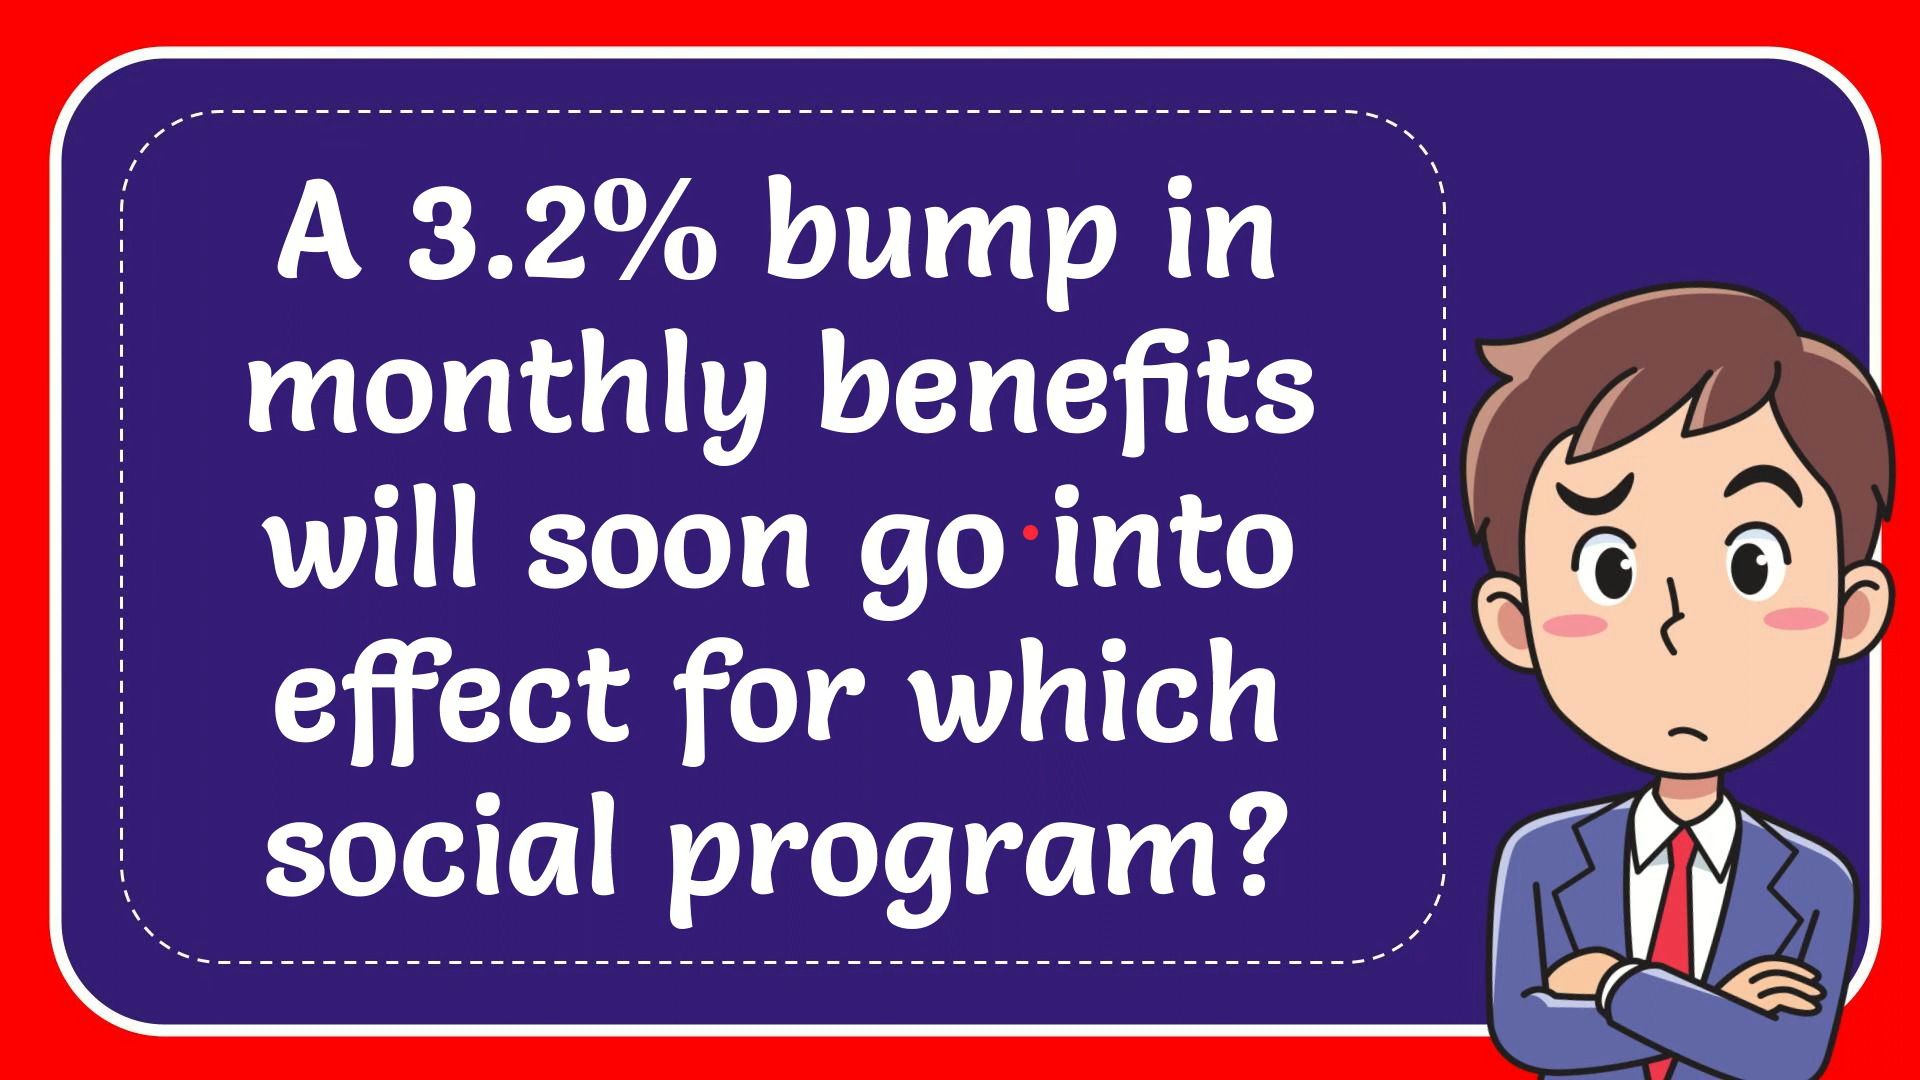 A 3.2% bump in
monthly benefits
will soon go into
effect for which
social program?